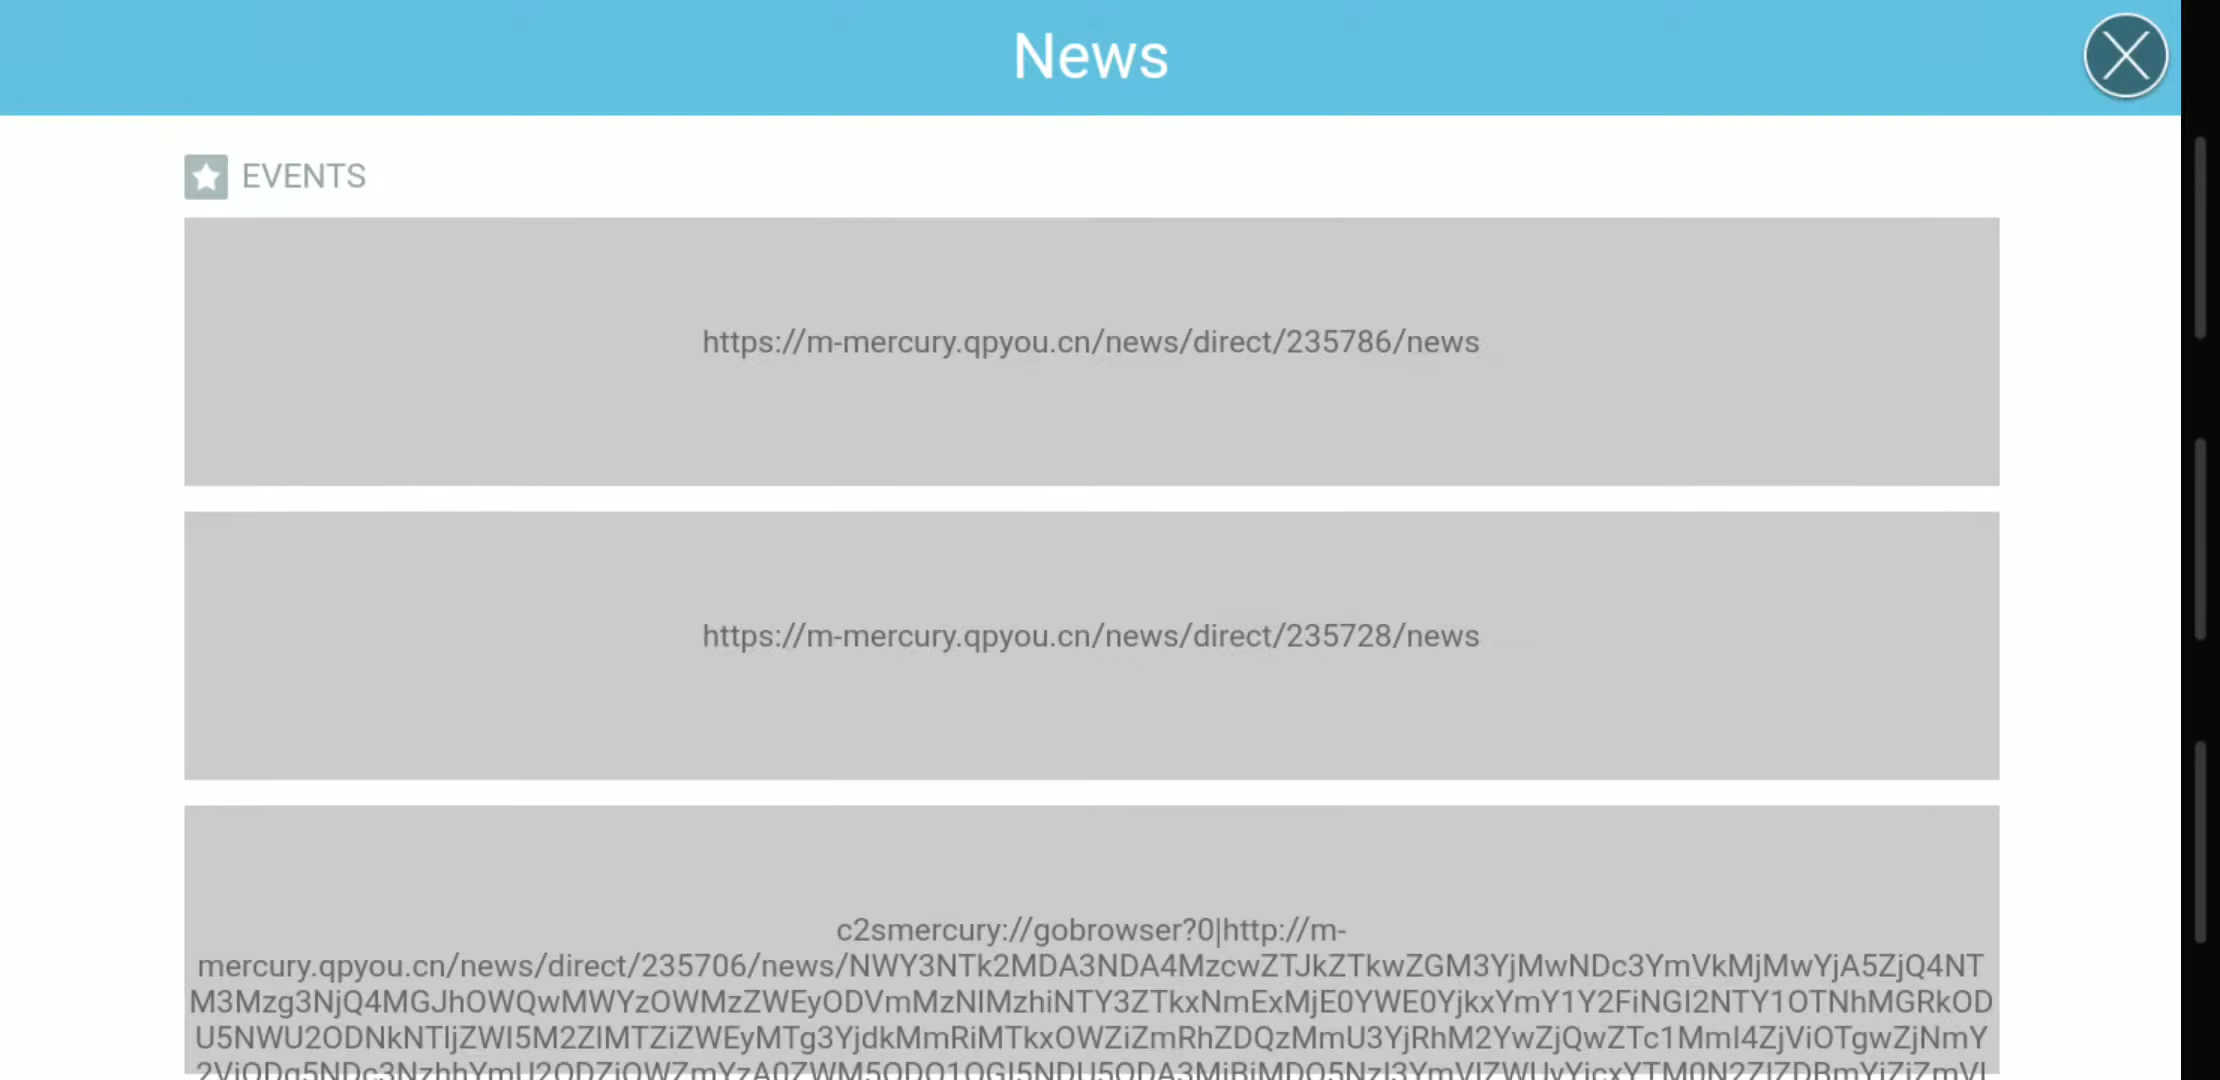 News
EVENTS
https://m-mercury.qpyou.cn/news/direct/235786/news
https://m-mercury.qpyou.cn/news/direct/235728/news
c2smercury://gobrowser?0|http://m-
mercury.qpyou.cn/news/direct/235706/news/NWY3NTk2MDA3NDA4MzcwZTJkZTkwZGM3YjMwNDc3YmVkMjMwYjA5ZjQ4NT
M3Mzg3NjQ4MGJhOWQwMWYzOWMzZWEyODVmMzNlMzhiNTY3ZTkxNmExMjE0YWE0YjkxYmY1Y2FiNGI2NTY1OTNhMGRkOD
U5NWU2ODNkNTljZWI5M2ZlMTZiZWEyMTg3YjdkMmRiMTkxOWZiZmRhZDQzMmU3YjRhM2YwZjQwZTc1MmI4ZjViOTgwZjNmY